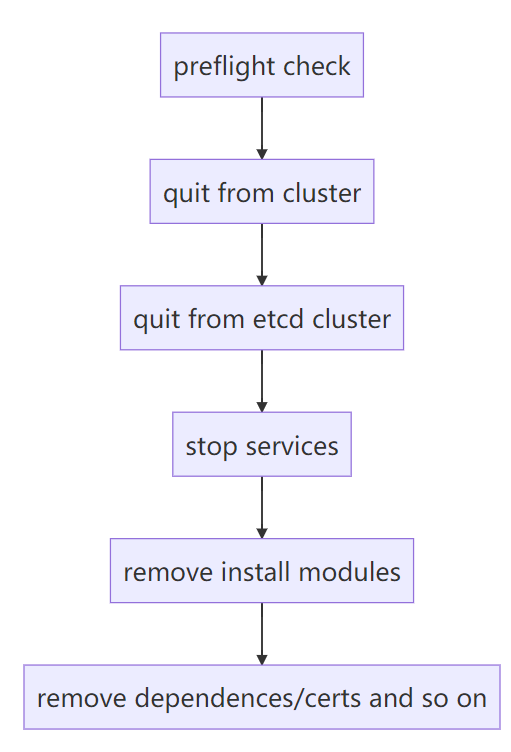 preflight check
quit from cluster
quit from etcd cluster
stop services
remove install modules
remove dependences/certs and so on